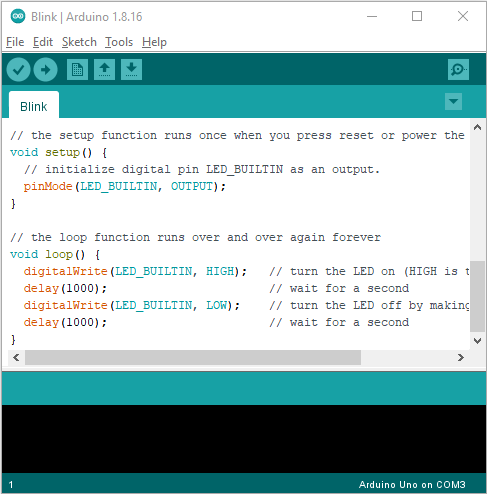 Blink | Arduino 1.8.16
File Edit Sketch Tools Help
Blink
// the setup function runs once when you press reset or power the
void setup() {
  // initialize digital pin LED_BUILTIN as an output.
  pinMode(LED_BUILTIN, OUTPUT);
}
// the loop function runs over and over again forever
void loop() {
  digitalWrite(LED_BUILTIN, HIGH);   // turn the LED on (HIGH is t
  delay(1000);                       // wait for a second
  digitalWrite(LED_BUILTIN, LOW);    // turn the LED off by making
  delay(1000);                       // wait for a second
}
1
Arduino Uno on COM3